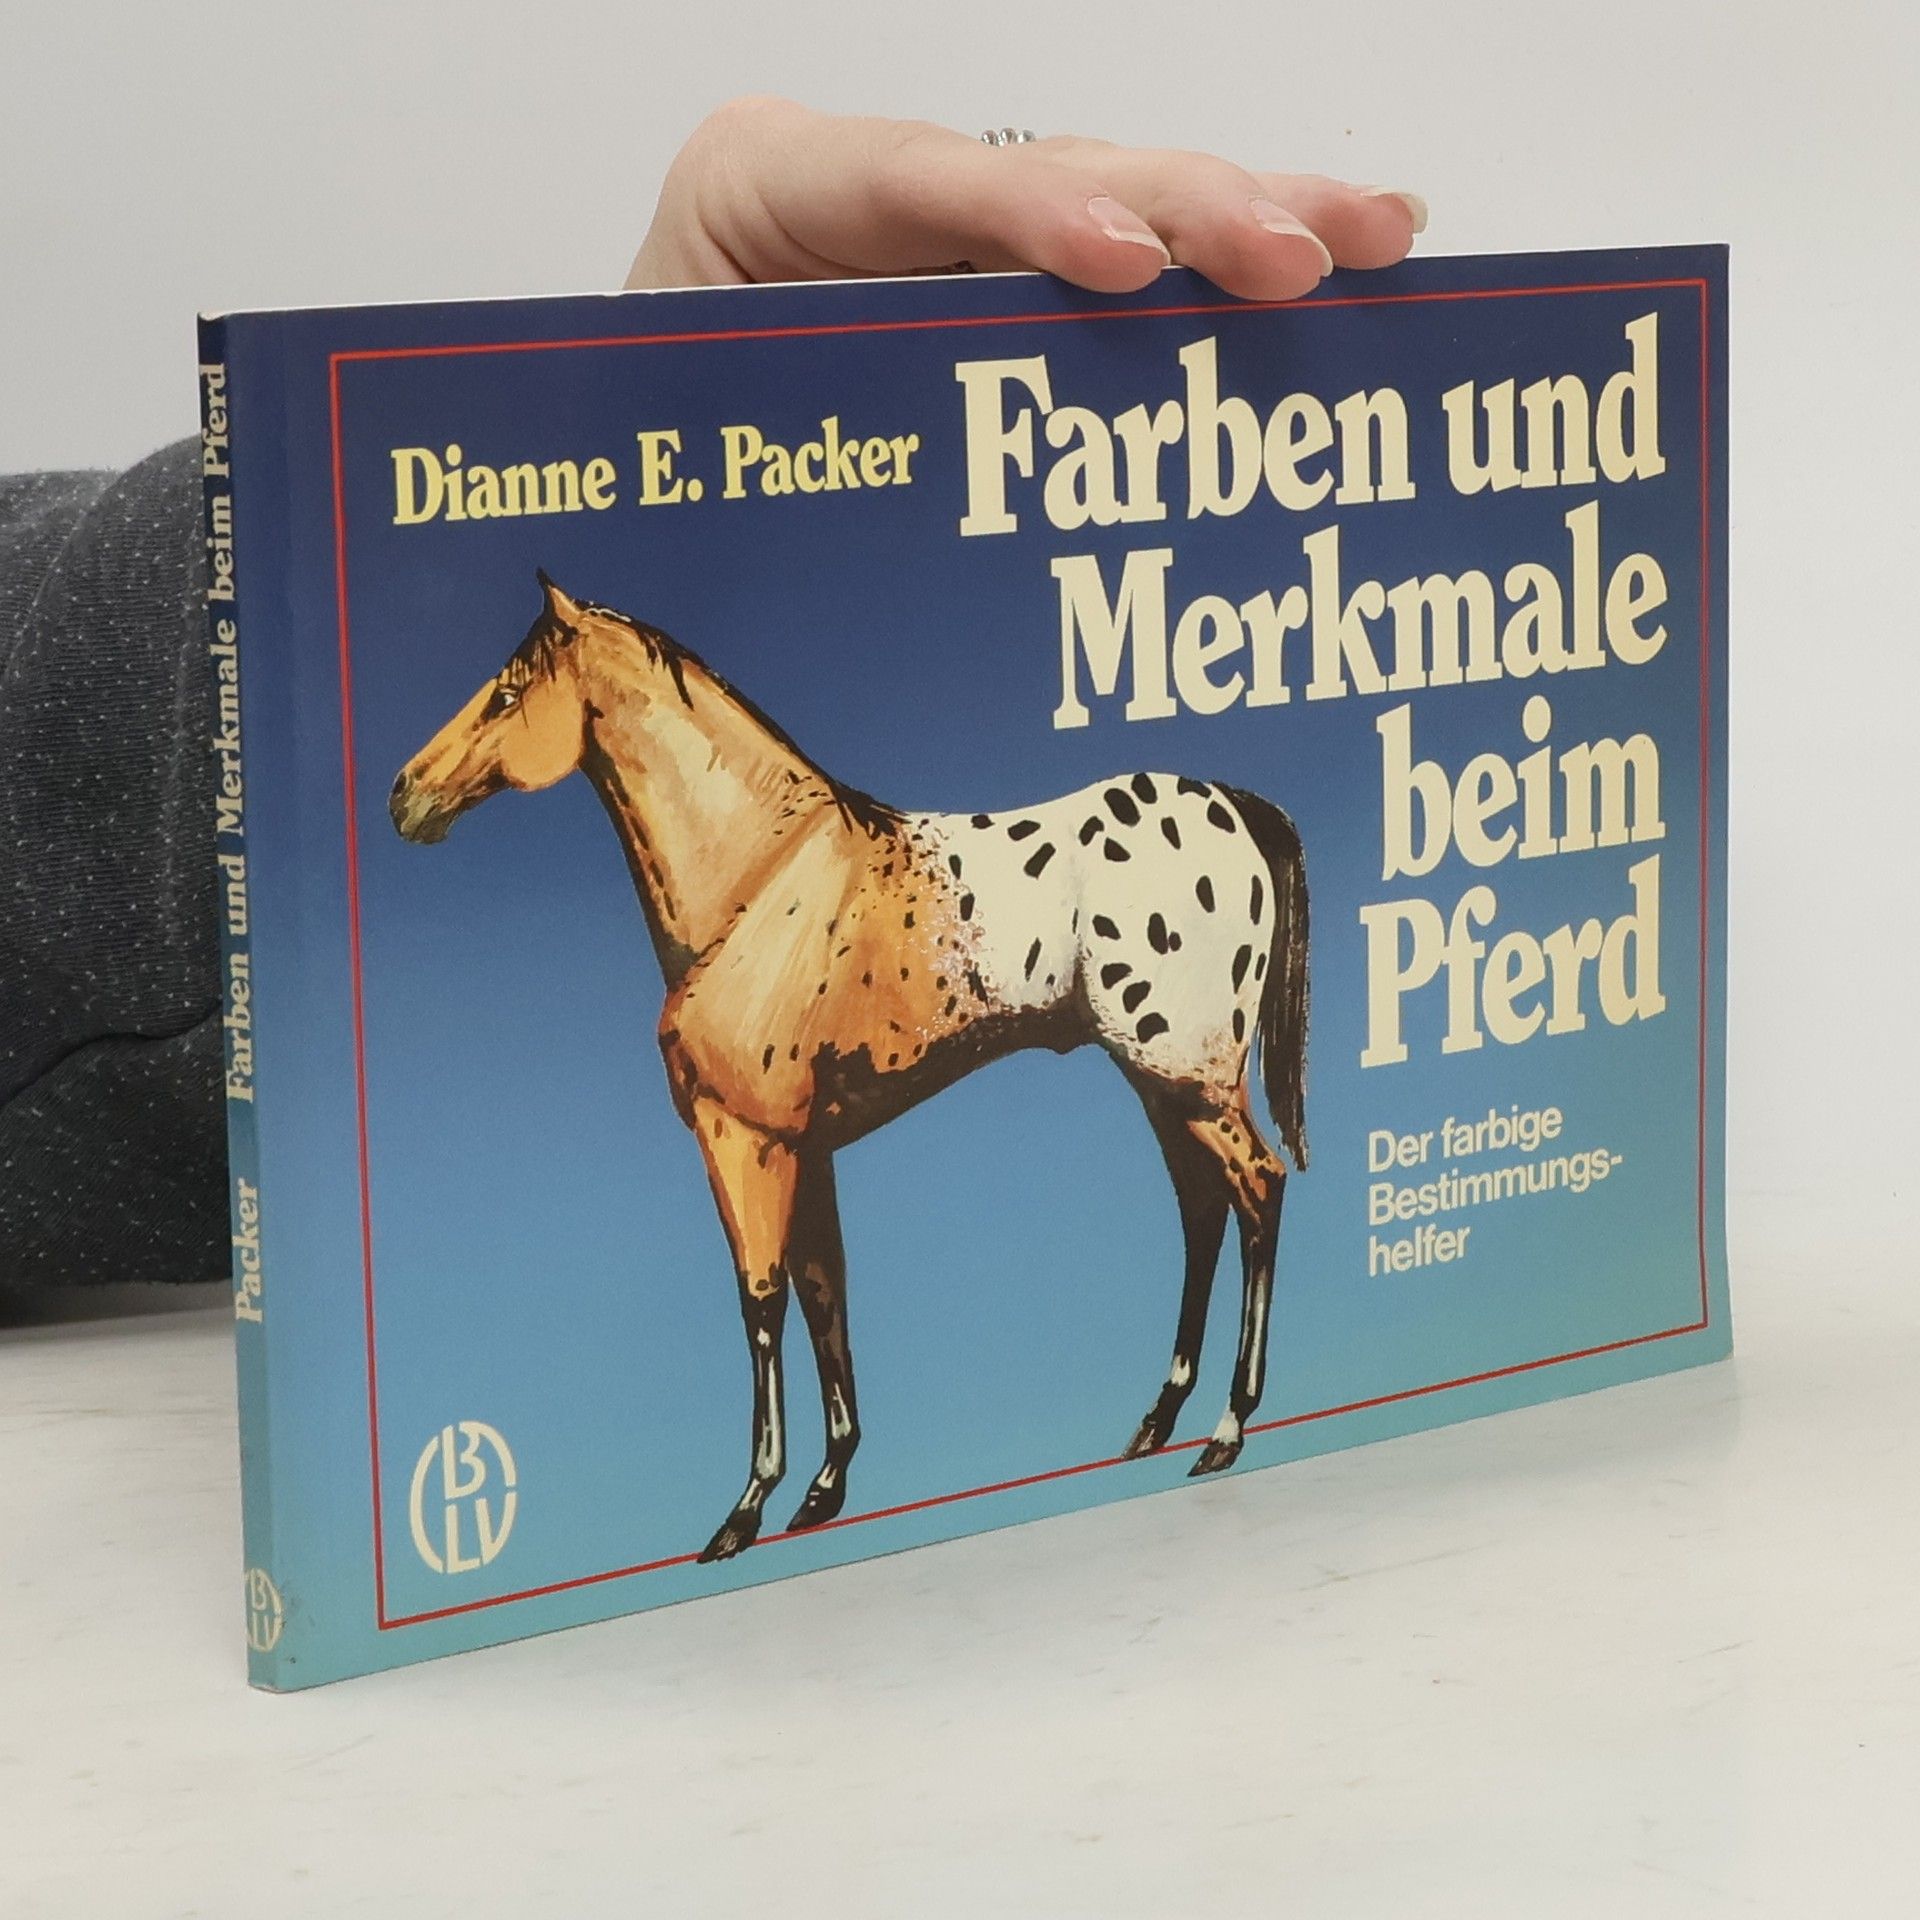 Dianne E. Packer
Farben und
Merkmale
beim
Pferd
Der farbige
Bestimmungs-
helfer
BLV
Packer Farben und Merkmale beim Pferd
BLV